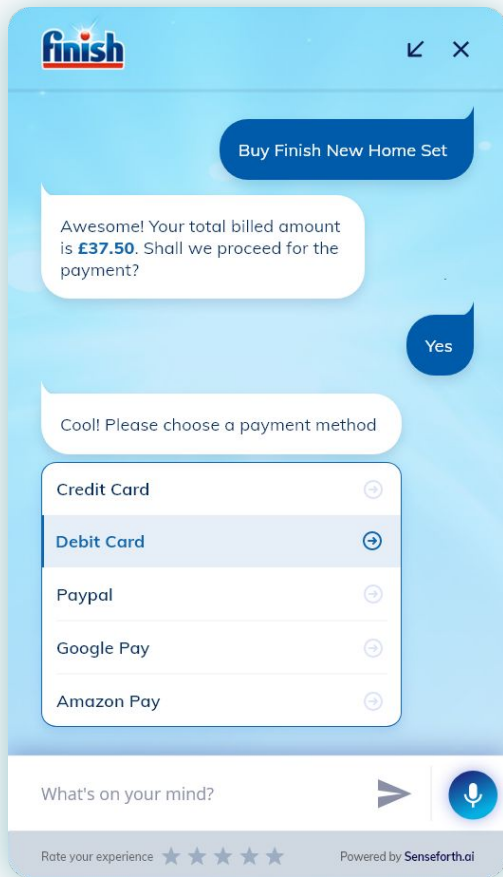 finish
Buy Finish New Home Set
Awesome! Your total billed amount
is £37.50. Shall we proceed for the
payment?
Yes
Cool! Please choose a payment method
Credit Card
Debit Card
Paypal
Google Pay
Amazon Pay
What's on your mind?
Rate your experience
Powered by Senseforth.ai